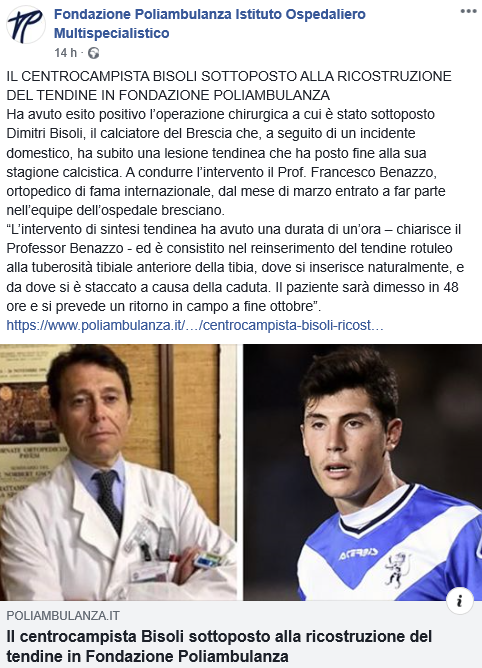 Fondazione Poliambulanza Istituto Ospedaliero
Multispecialistico
14 h ·
IL CENTROCAMPISTA BISOLI SOTTOPOSTO ALLA RICOSTRUZIONE
DEL TENDINE IN FONDAZIONE POLIAMBULANZA
Ha avuto esito positivo l’operazione chirurgica a cui è stato sottoposto
Dimitri Bisoli, il calciatore del Brescia che, a seguito di un incidente
domestico, ha subito una lesione tendinea che ha posto fine alla sua
stagione calcistica. A condurre l’intervento il Prof. Francesco Benazzo,
ortopedico di fama internazionale, dal mese di marzo entrato a far parte
nell’equipe dell’ospedale bresciano.
“L’intervento di sintesi tendinea ha avuto una durata di un’ora – chiarisce il
Professor Benazzo - ed è consistito nel reinserimento del tendine rotuleo
alla tuberosità tibiale anteriore della tibia, dove si inserisce naturalmente, e
da dove si è staccato a causa della caduta. Il paziente sarà dimesso in 48
ore e si prevede un ritorno in campo a fine ottobre”.
https://www.poliambulanza.it/…/centrocampista-bisoli-ricost…
ORNATE ORTOPEDICHE
PAVESI
ACERBIS
i
POLIAMBULANZA.IT
Il centrocampista Bisoli sottoposto alla ricostruzione del
tendine in Fondazione Poliambulanza